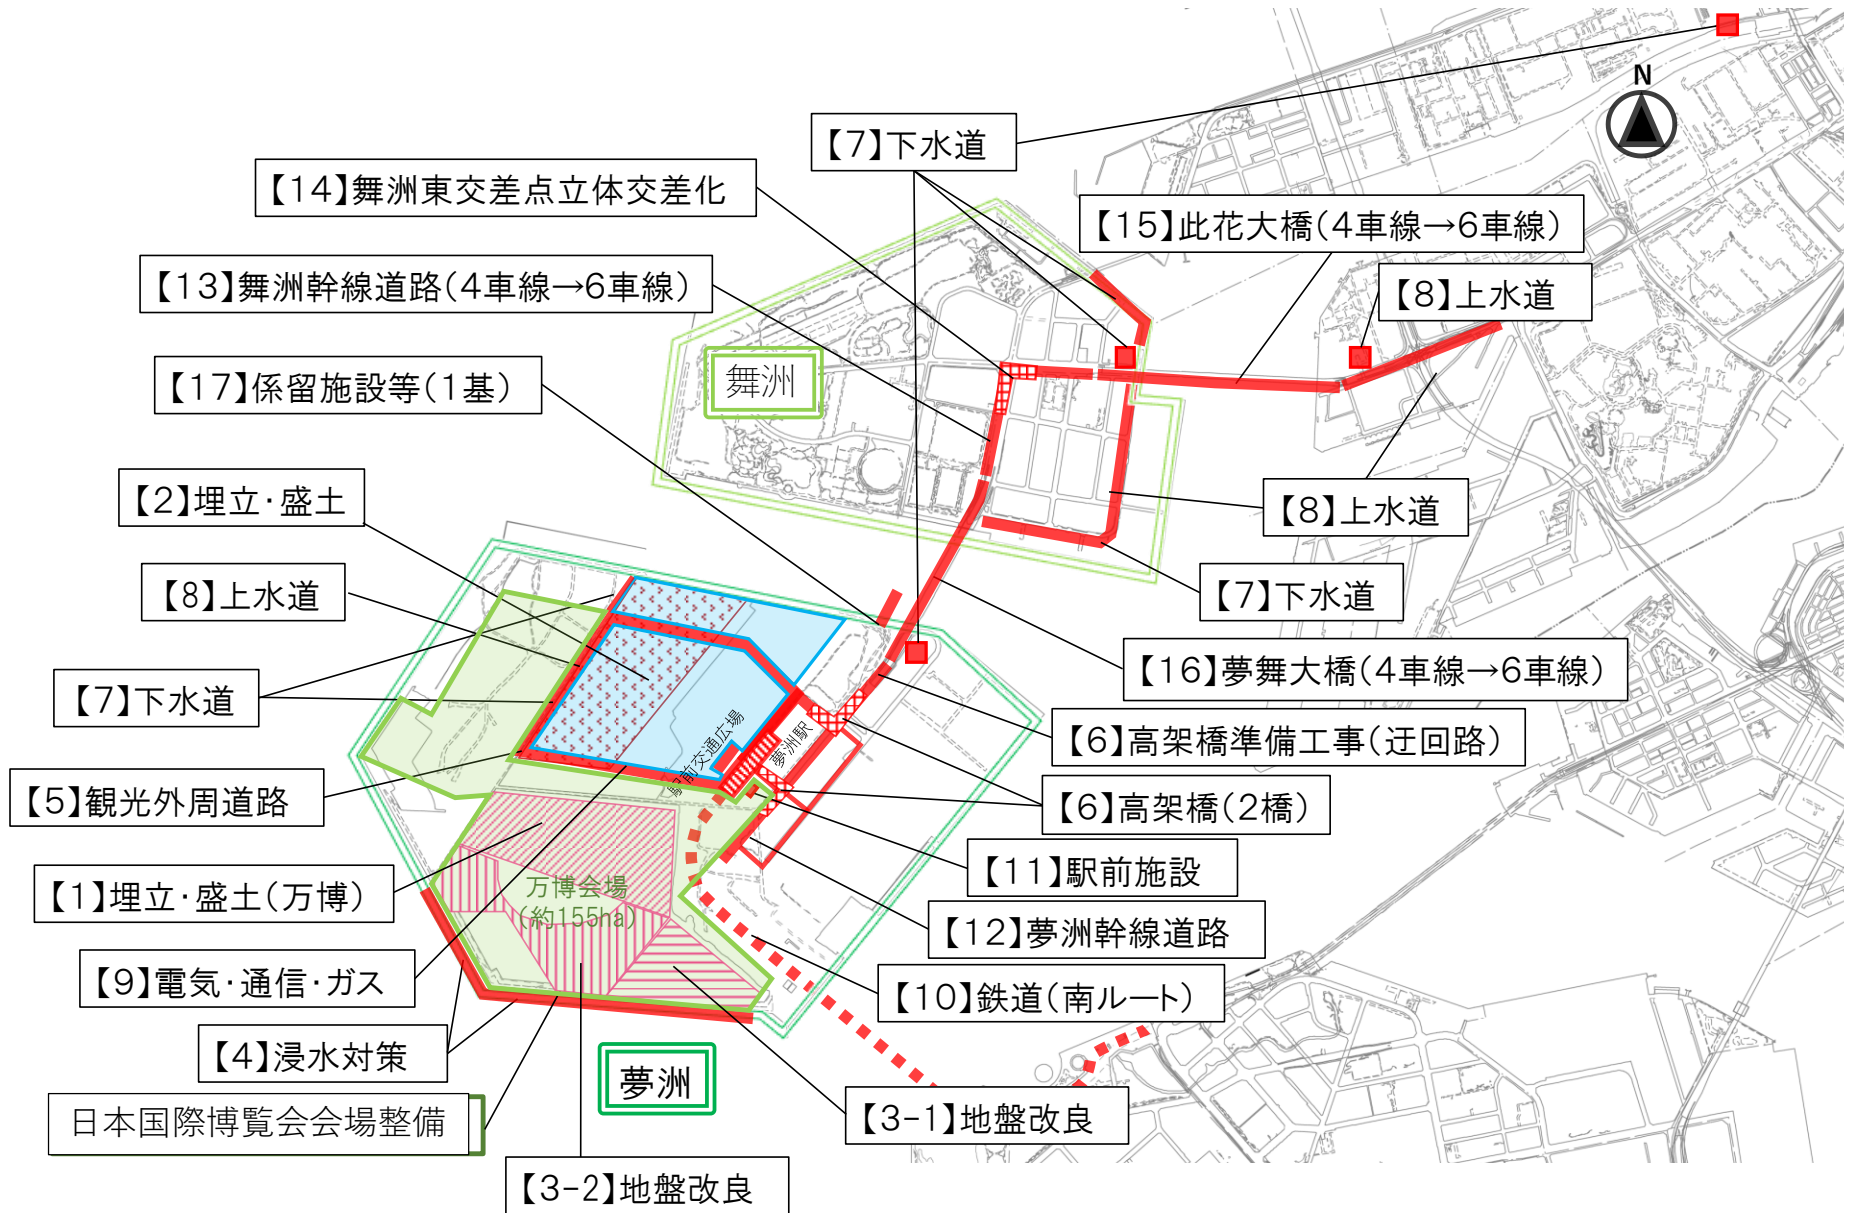 N
【7】下水道
【14】舞洲東交差点立体交差化
【15】此花大橋(4車線→6車線)
【13】舞洲幹線道路(4車線→6車線)
【8】上水道
【17】係留施設等(1基)
舞洲
【2】埋立・盛土
【8】上水道
【8】上水道
【7】下水道
【7】下水道
【16】夢舞大橋(4車線→6車線)
駅前交通広場
夢洲駅
【6】高架橋準備工事(迂回路)
【5】観光外周道路
【6】高架橋(2橋)
【11】駅前施設
【1】埋立・盛土(万博)
万博会場
(約155ha)
【12】夢洲幹線道路
【9】電気・通信・ガス
【10】鉄道(南ルート)
【4】浸水対策
夢洲
【3-1】地盤改良
日本国際博覧会会場整備
【3-2】地盤改良